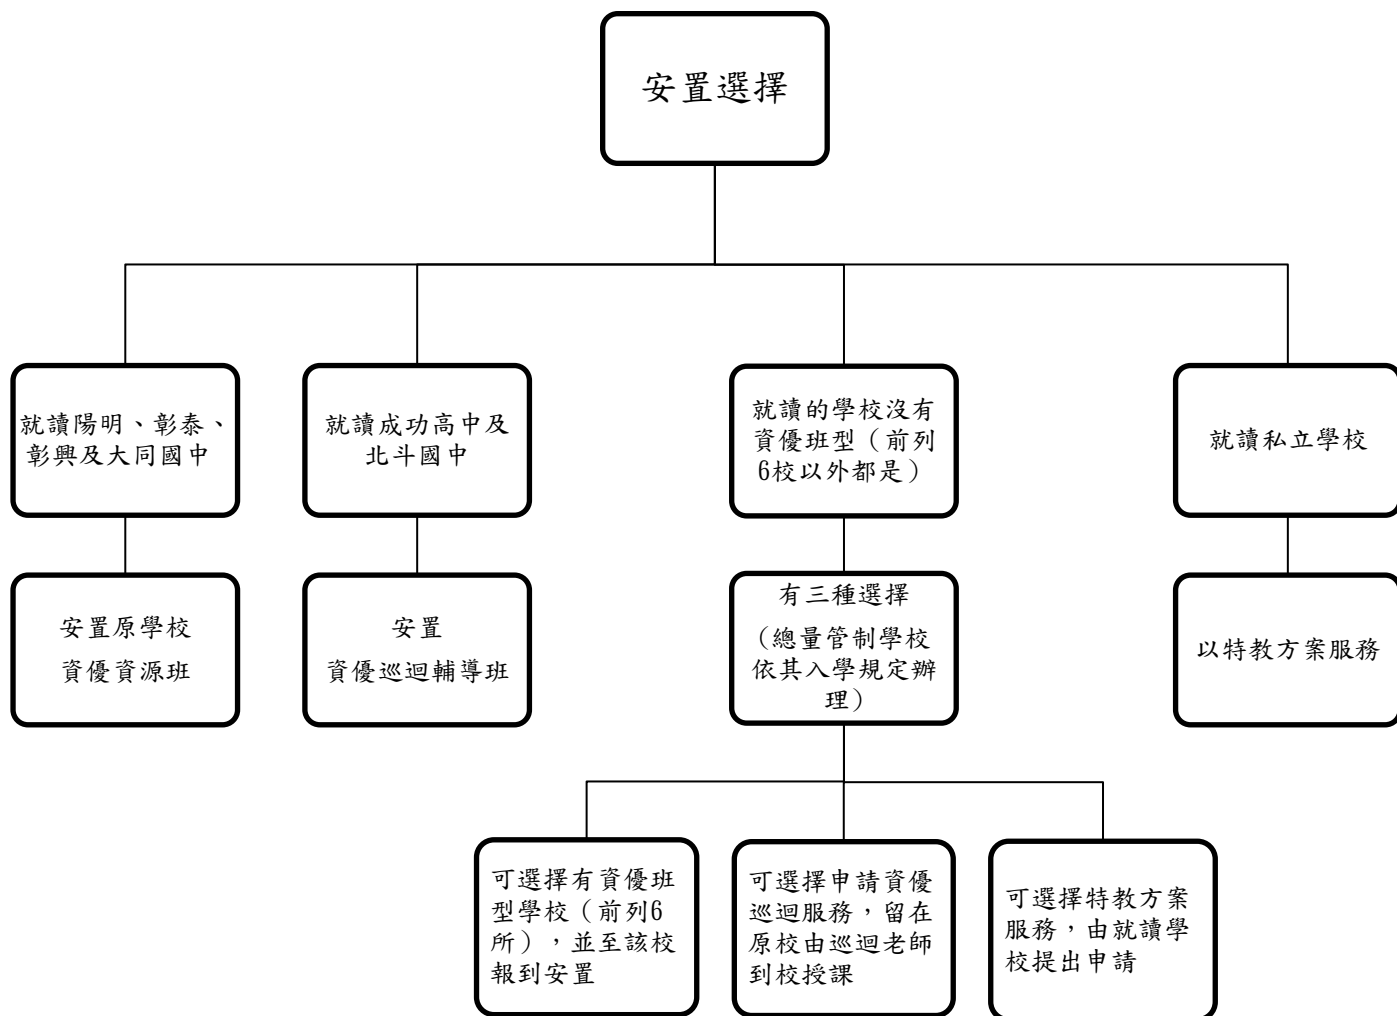 安置選擇
就讀陽明、彰泰、
彰興及大同國中
就讀成功高中及
北斗國中
就讀的學校沒有
資優班型（前列
6校以外都是）
就讀私立學校
安置原學校
資優資源班
安置
資優巡迴輔導班
有三種選擇
（總量管制學校
依其入學規定辦
理）
以特教方案服務
可選擇有資優班
型學校（前列6
所），並至該校
報到安置
可選擇申請資優
巡迴服務，留在
原校由巡迴老師
到校授課
可選擇特教方案
服務，由就讀學
校提出申請